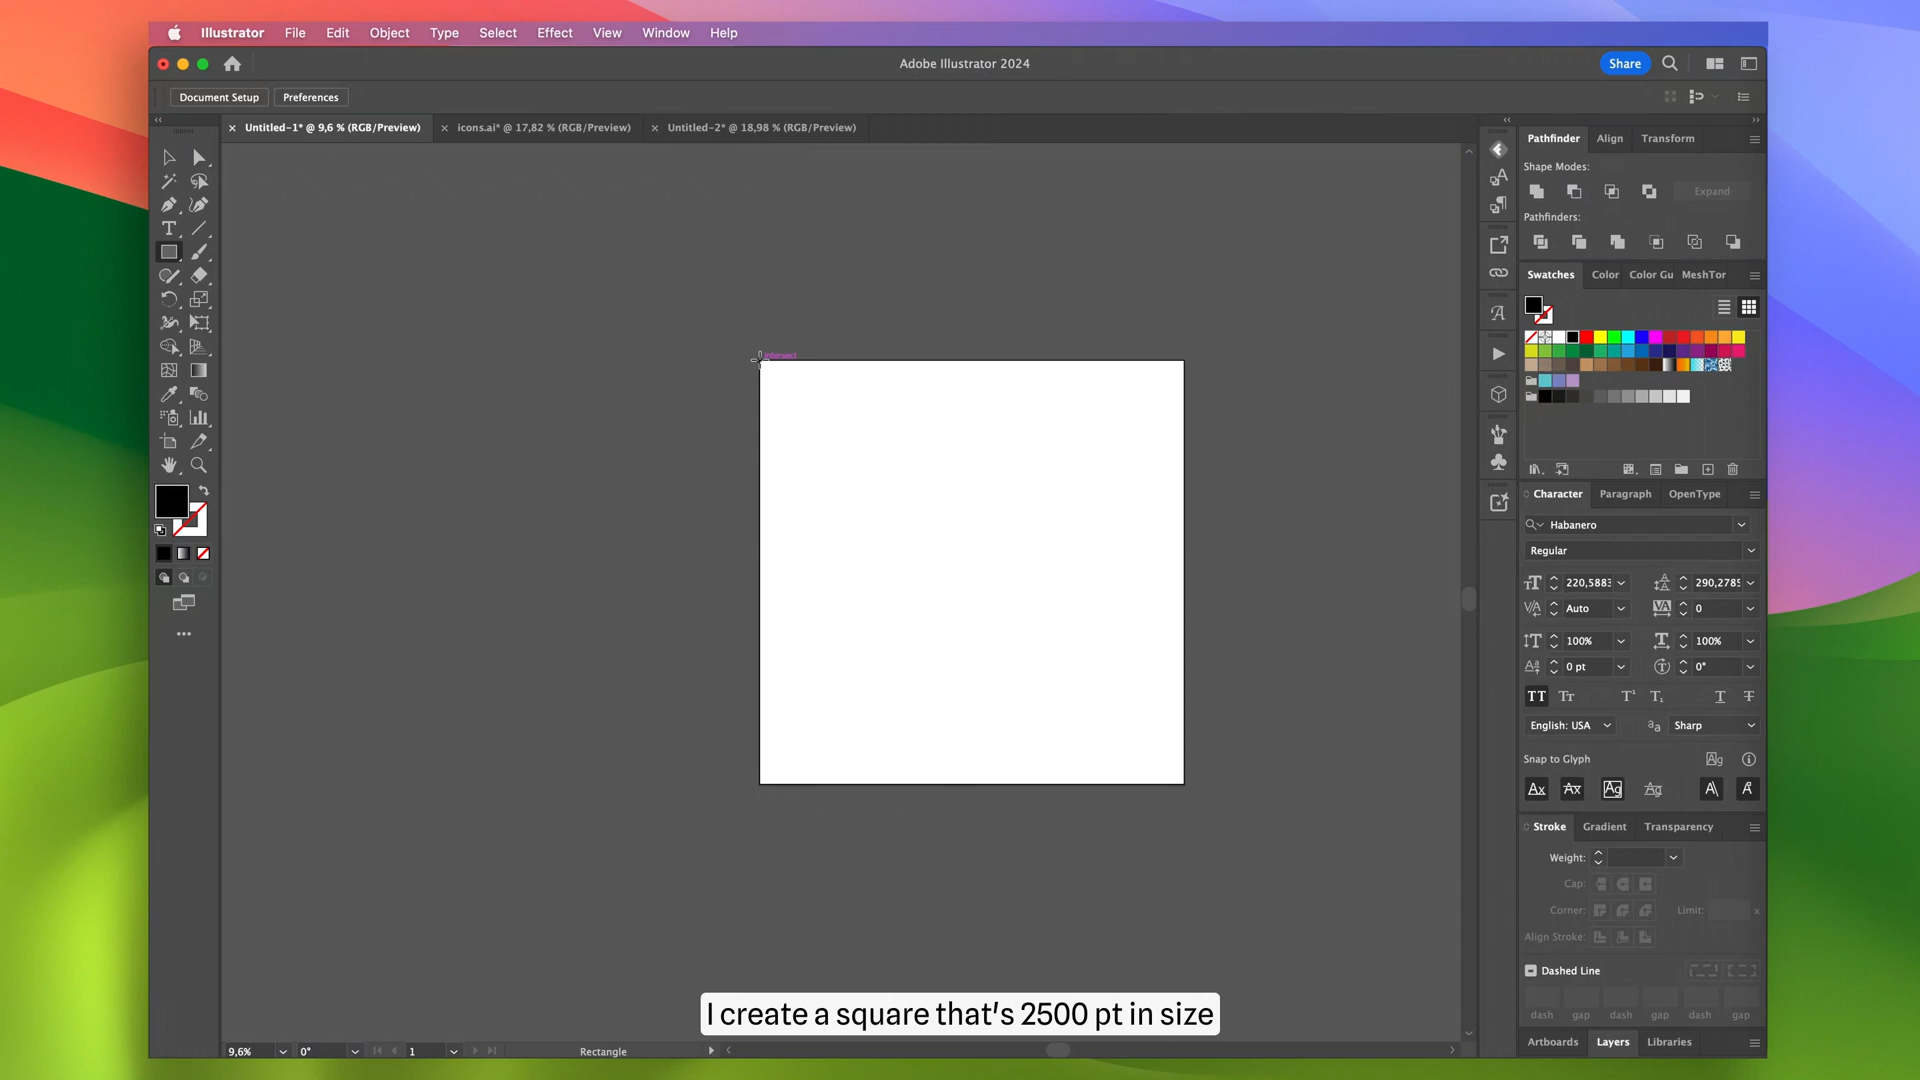 Illustrator File Edit Object Type Select Effect View Window Help
Adobe Illustrator 2024
Share
Document Setup Preferences
Untitled-1* @ 9,6 % (RGB/Preview) icons.ai* @ 17,82 % (RGB/Preview) Untitled-2* @ 18,98 % (RGB/Preview)
Pathfinder Align Transform
Shape Modes:
Expand
Pathfinders:
Swatches Color Color Gu MeshTor
intersect
Character Paragraph OpenType
Habanero
Regular
220,5883 290,2785
Auto 0
100% 100%
0 pt 0°
English: USA Sharp
Snap to Glyph
Stroke Gradient Transparency
Weight:
Cap:
Corner: Limit: x
Align Stroke:
Dashed Line
dash gap dash gap dash gap
I create a square that's 2500 pt in size
Artboards Layers Libraries
9,6% 0° 1 Rectangle